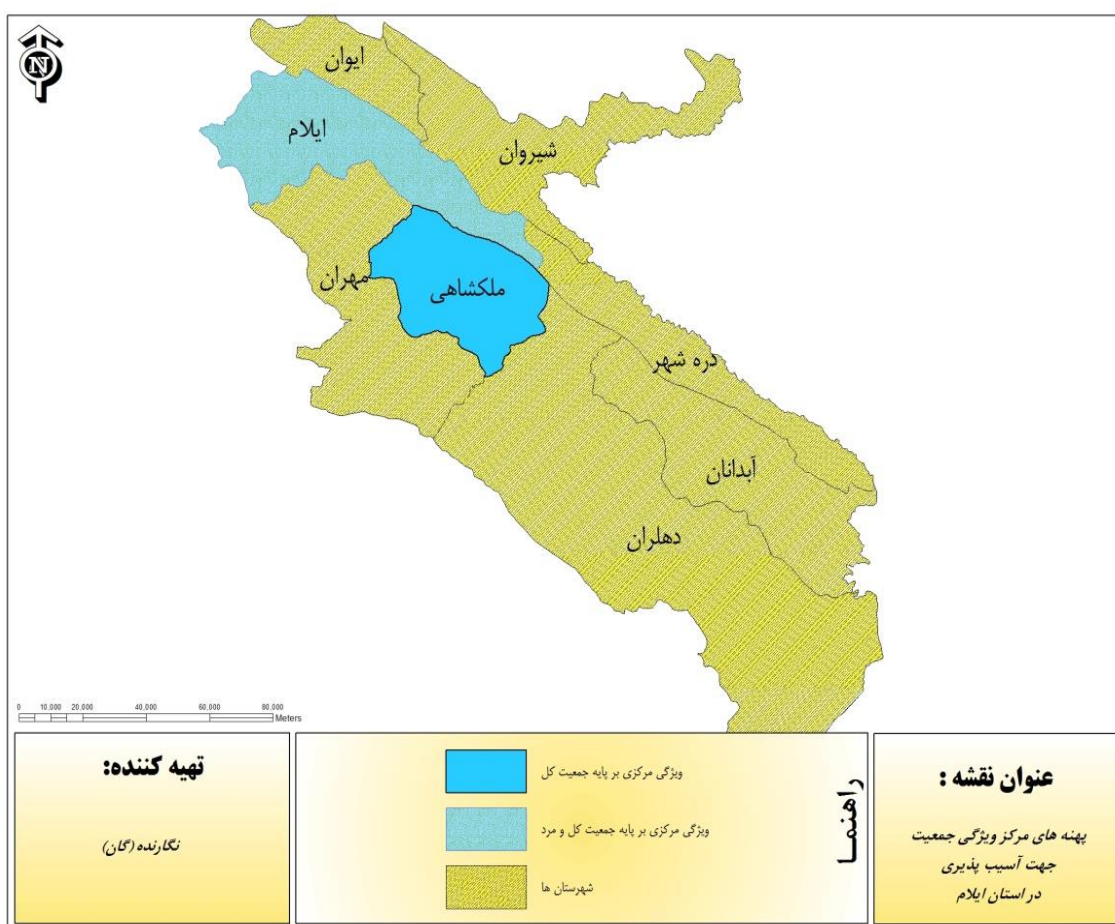 N
ایوان
ایلام
شیروان
مهران
ملکشاهی
دره شهر
آبدانان
دهلران
0 10,000 20,000 40,000 60,000 80,000
Meters
عنوان نقشه :
پهنه های مرکز ویژگی جمعیت
جهت آسیب پذیری
در استان ایلام
راهنما
ویژگی مرکزی بر پایه جمعیت کل
ویژگی مرکزی بر پایه جمعیت کل و مرد
شهرستان ها
تهیه کننده:
نگارنده (گان)